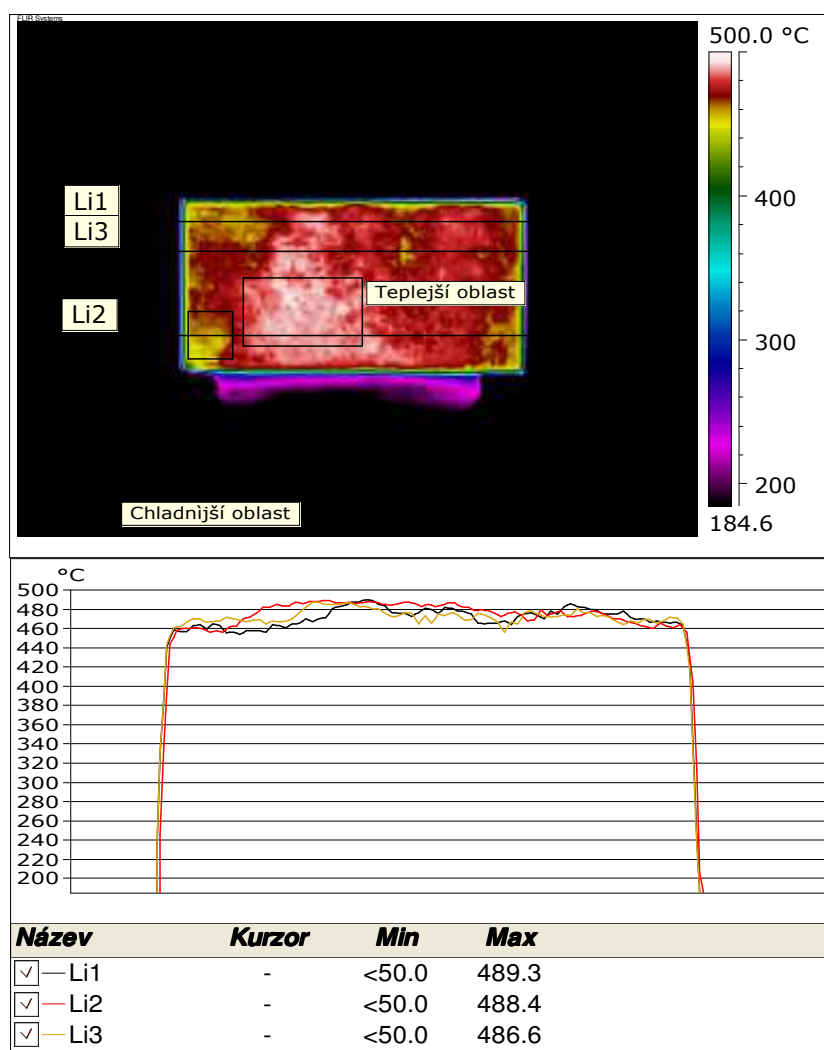 FLIR Systems
500.0 °C
Li1
400
Li3
Teplejší oblast
Li2
300
200
Chladnìjší oblast
184.6
°C
500
480
460
440
420
400
380
360
340
320
300
280
260
240
220
200
Název Kurzor Min Max
Li1 - <50.0 489.3
Li2 - <50.0 488.4
Li3 - <50.0 486.6